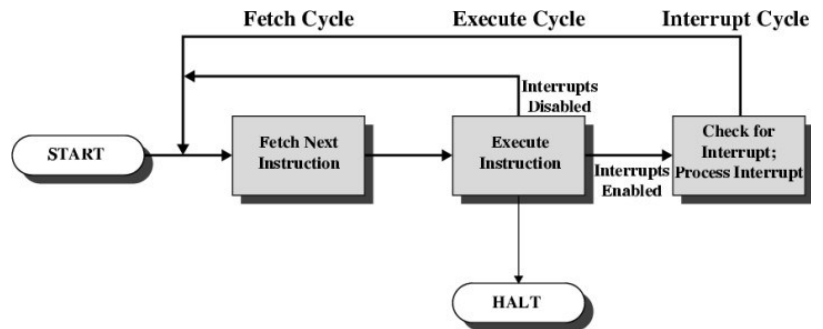 Fetch Cycle
Execute Cycle
Interrupt Cycle
Interrupts
Disabled
START
Fetch Next
Instruction
Execute
Instruction
Interrupts
Enabled
Check for
Interrupt;
Process Interrupt
HALT